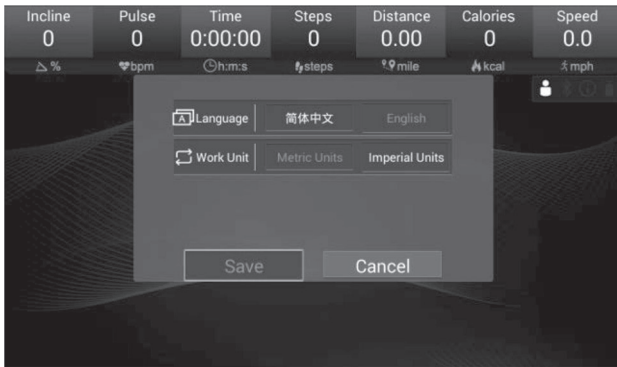 Incline Pulse Time Steps Distance Calories Speed
0 0 0:00:00 0 0.00 0 0.0
% bpm h:m:s steps mile kcal mph
A Language 简体中文 English
Work Unit Metric Units Imperial Units
Save Cancel